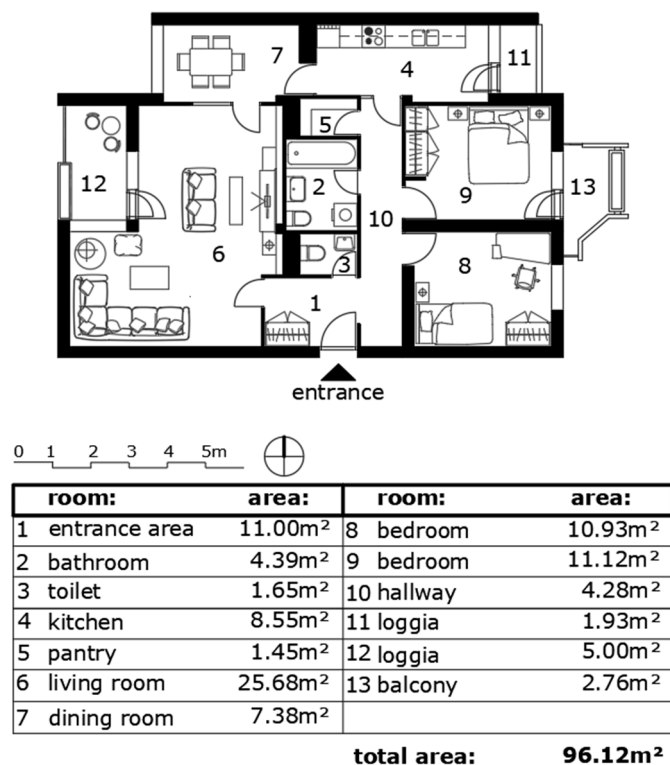 7
4
11
5
12
2
9
13
10
6
8
3
1
entrance
0 1 2 3 4 5m
room: area: room: area:
1 entrance area 11.00m² 8 bedroom 10.93m²
2 bathroom 4.39m² 9 bedroom 11.12m²
3 toilet 1.65m² 10 hallway 4.28m²
4 kitchen 8.55m² 11 loggia 1.93m²
5 pantry 1.45m² 12 loggia 5.00m²
6 living room 25.68m² 13 balcony 2.76m²
7 dining room 7.38m²
total area: 96.12m²